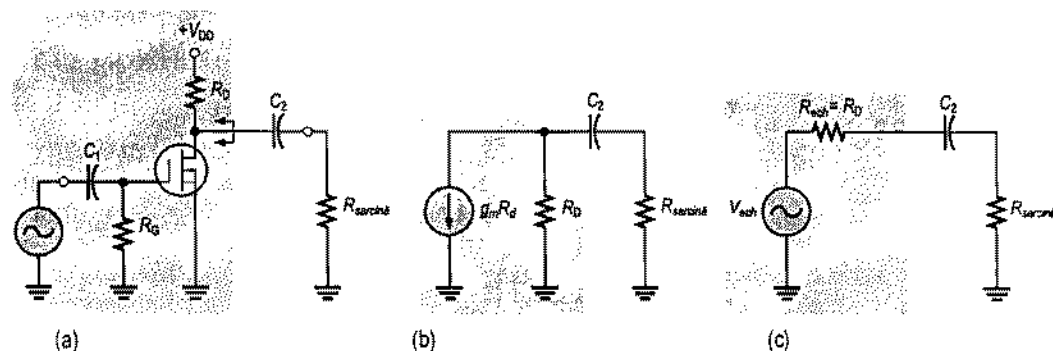 +V_DD
R_D
C_2
C_1
R_G
R_sarcină
(a)
C_2
g_mR_d
R_D
R_sarcină
(b)
R_ech = R_D
C_2
V_ech
R_sarcină
(c)